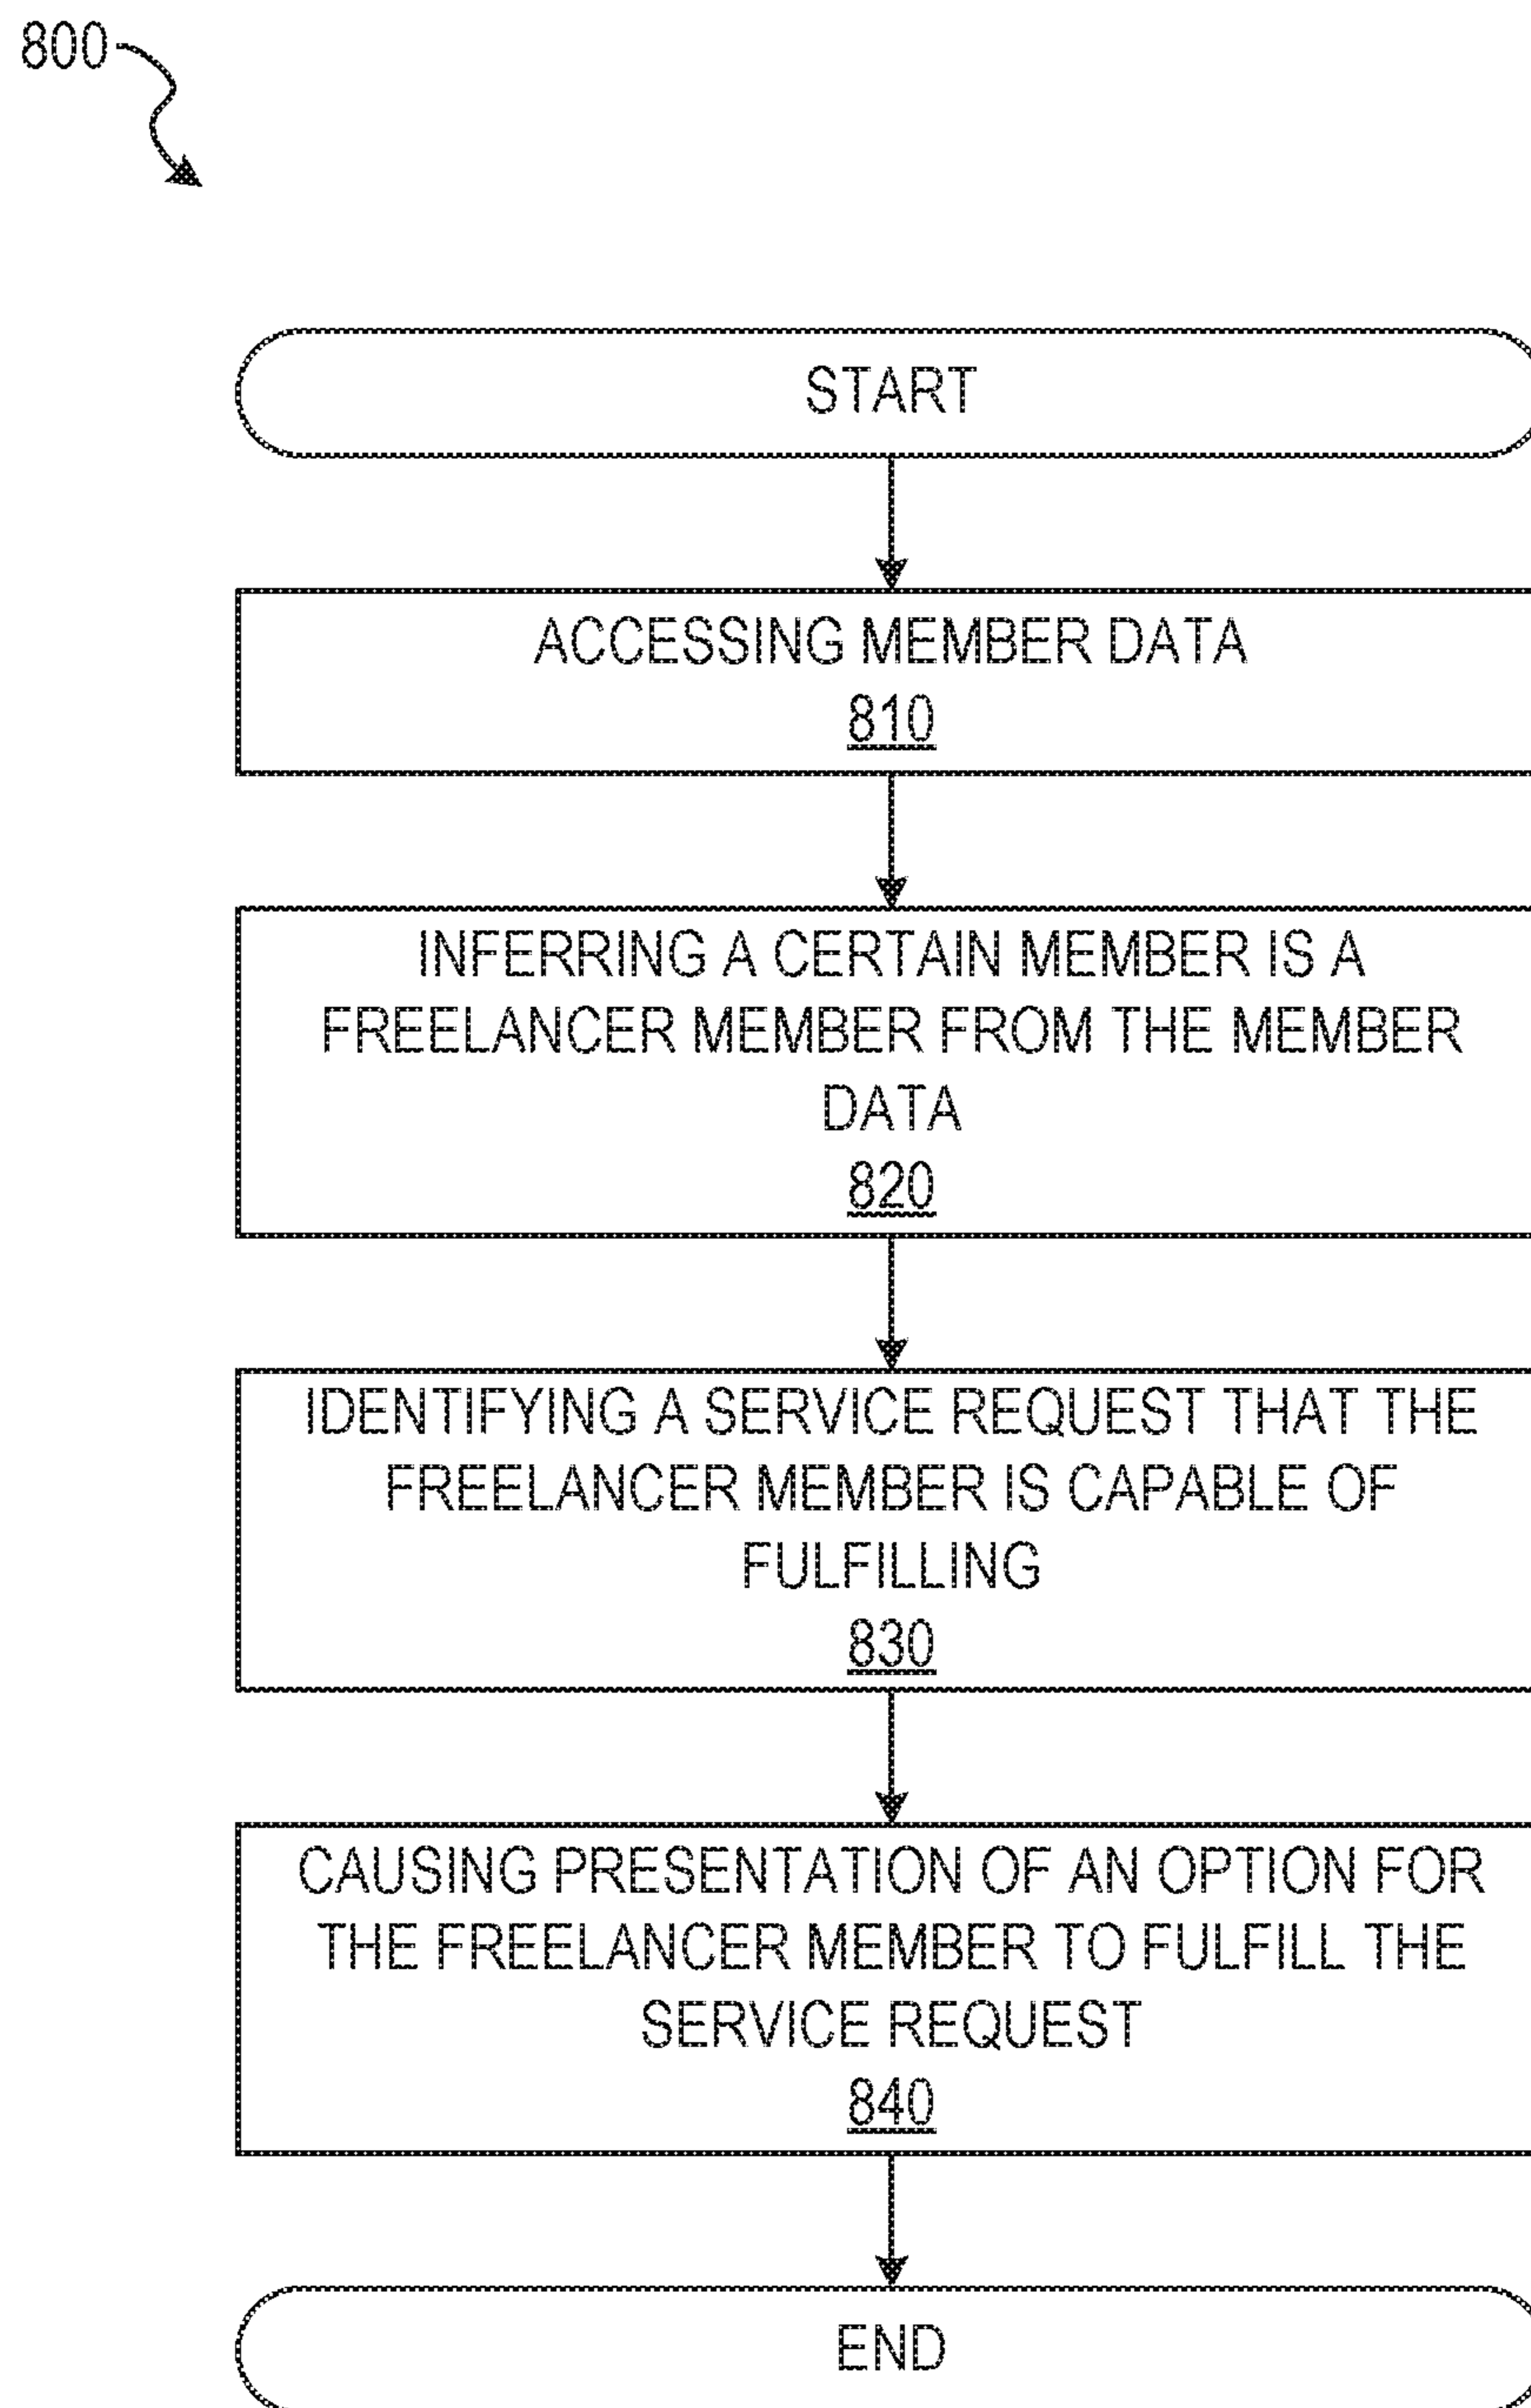 800
START
ACCESSING MEMBER DATA
810
INFERRING A CERTAIN MEMBER IS A
FREELANCER MEMBER FROM THE MEMBER
DATA
820
IDENTIFYING A SERVICE REQUEST THAT THE
FREELANCER MEMBER IS CAPABLE OF
FULFILLING
830
CAUSING PRESENTATION OF AN OPTION FOR
THE FREELANCER MEMBER TO FULFILL THE
SERVICE REQUEST
840
END